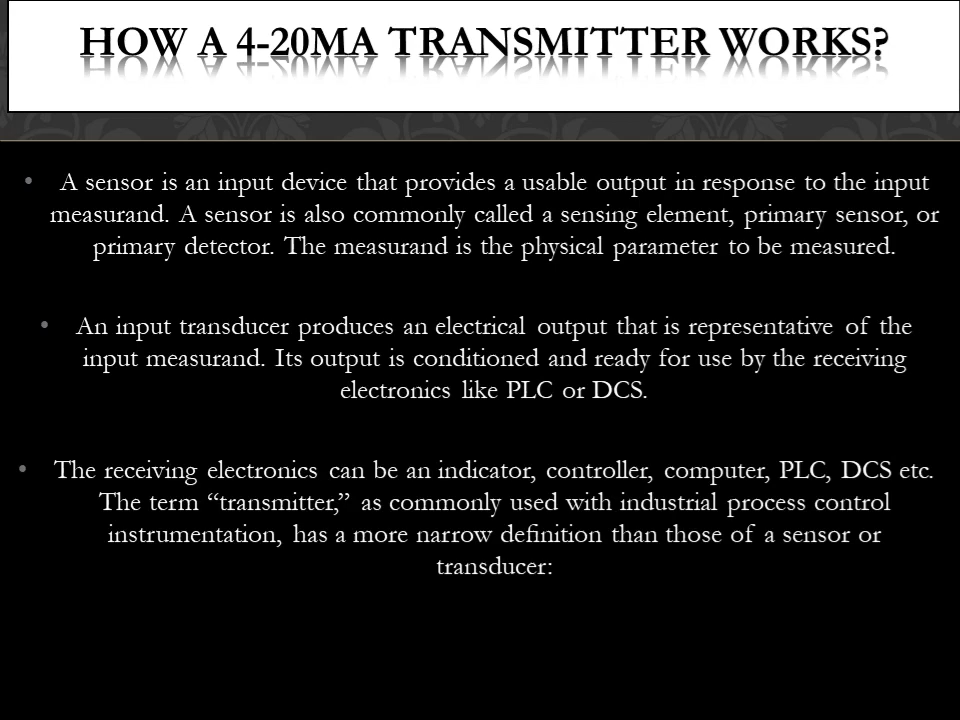 HOW A 4-20MA TRANSMITTER WORKS?
• A sensor is an input device that provides a usable output in response to the input
measurand. A sensor is also commonly called a sensing element, primary sensor, or
primary detector. The measurand is the physical parameter to be measured.
• An input transducer produces an electrical output that is representative of the
input measurand. Its output is conditioned and ready for use by the receiving
electronics like PLC or DCS.
• The receiving electronics can be an indicator, controller, computer, PLC, DCS etc.
The term “transmitter,” as commonly used with industrial process control
instrumentation, has a more narrow definition than those of a sensor or
transducer: